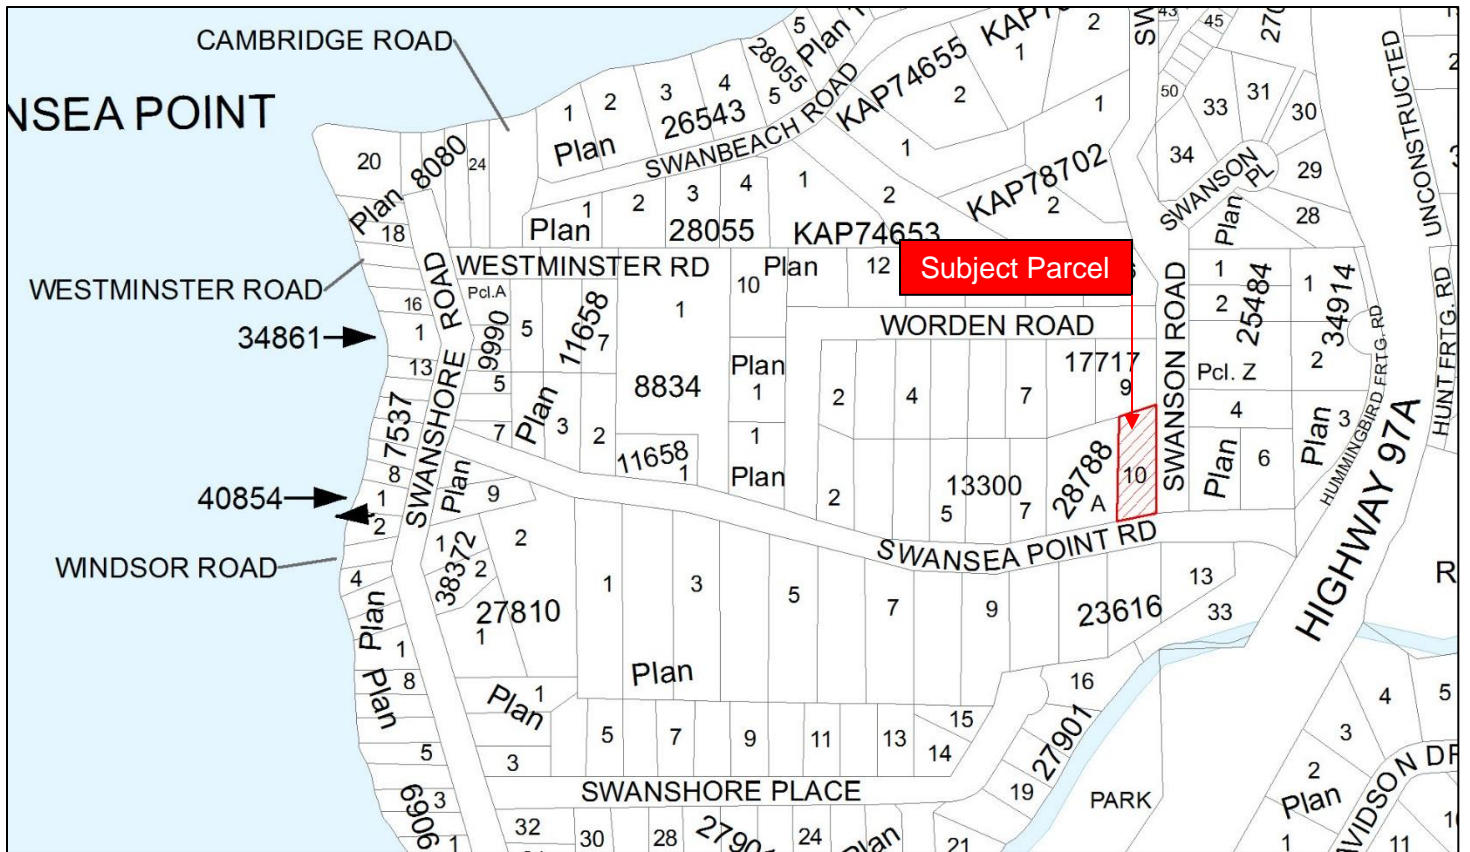 CAMBRIDGE ROAD
NSEA POINT
WESTMINSTER ROAD
34861
40854
WINDSOR ROAD
Subject Parcel
SWANBEACH ROAD
WESTMINSTER RD
WORDEN ROAD
SWANSON ROAD
SWANSON PL
SWANSHORE ROAD
SWANSHORE
SWANSEA POINT RD
SWANSHORE PLACE
HIGHWAY 97A
HUMMINGBIRD FRTG. RD
HUNT FRTG. RD
UNCONSTRUCTED
PARK
Plan 8080
20
24
18
16
1
13
7537
8
1
2
4
Plan
1
Plan
8
5
3
6906
1
Plan 26543
1
2
3
4
5
28055
5
Plan
KAP74655
2
1
2
1
KAP78702
2
1
Plan 28055
1
2
3
4
KAP74653
1
2
Pcl.A
9990
5
7
Plan
5
11658
7
3
2
8834
1
11658
1
10
Plan
12
Plan
1
1
Plan
2
4
7
17717
9
2
13300
5
7
28788
A
10
43
45
50
33
31
30
34
29
28
Plan
25484
1
2
Pcl. Z
4
Plan
6
34914
1
2
3
Plan
Plan
9
38372
1
2
27810
2
1
Plan
1
3
5
7
9
23616
13
33
Plan
1
3
5
7
9
11
13
14
15
16
27901
19
21
32
30
28
24
Plan
R
4
5
3
2
Plan
1
11